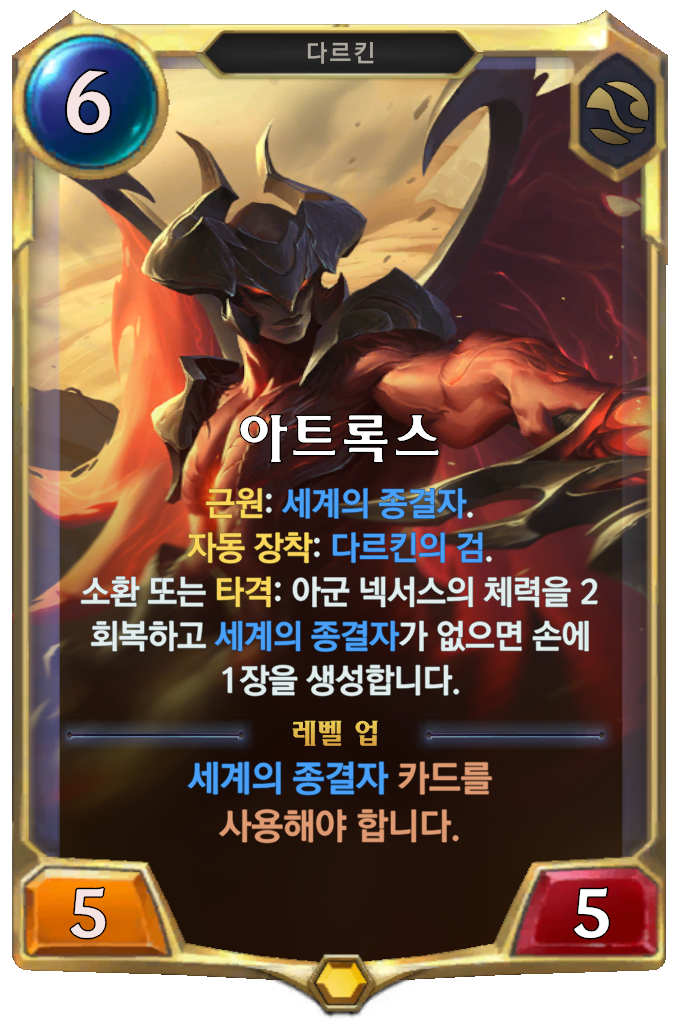 다르킨
6
아트록스
근원: 세계의 종결자.
자동 장착: 다르킨의 검.
소환 또는 타격: 아군 넥서스의 체력을 2
회복하고 세계의 종결자가 없으면 손에
1장을 생성합니다.
레벨 업
세계의 종결자 카드를
사용해야 합니다.
5
5